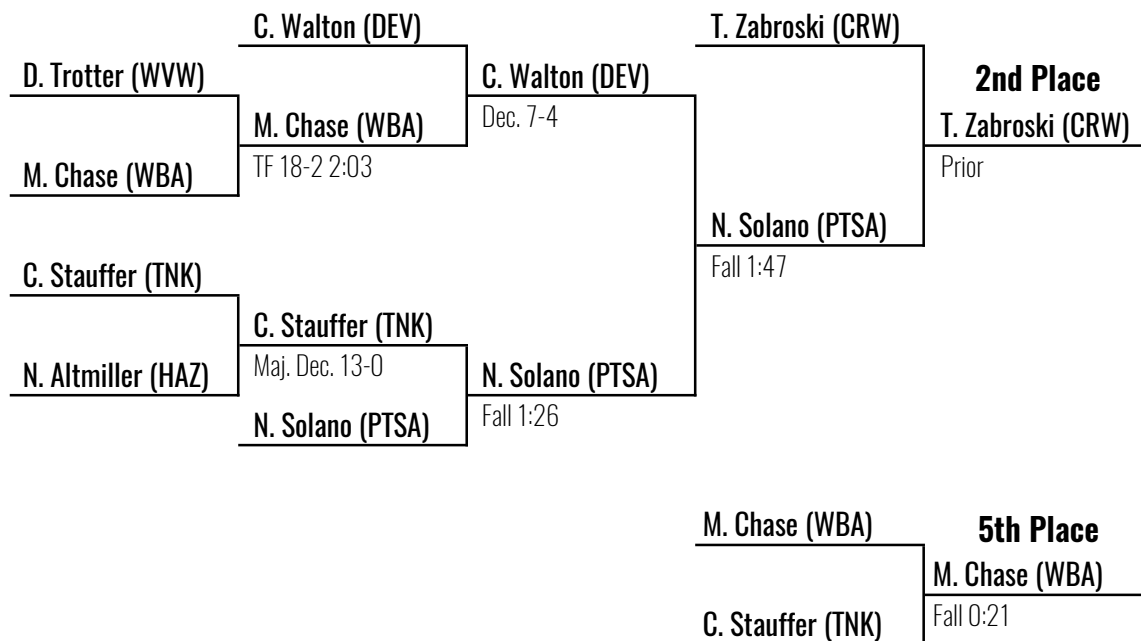 C. Walton (DEV)
D. Trotter (WVW)
M. Chase (WBA)
TF 18-2 2:03
M. Chase (WBA)
C. Walton (DEV)
Dec. 7-4
C. Stauffer (TNK)
C. Stauffer (TNK)
Maj. Dec. 13-0
N. Altmiller (HAZ)
N. Solano (PTSA)
Fall 1:26
N. Solano (PTSA)
T. Zabroski (CRW)
N. Solano (PTSA)
Fall 1:47
2nd Place
T. Zabroski (CRW)
Prior
M. Chase (WBA)
C. Stauffer (TNK)
5th Place
M. Chase (WBA)
Fall 0:21